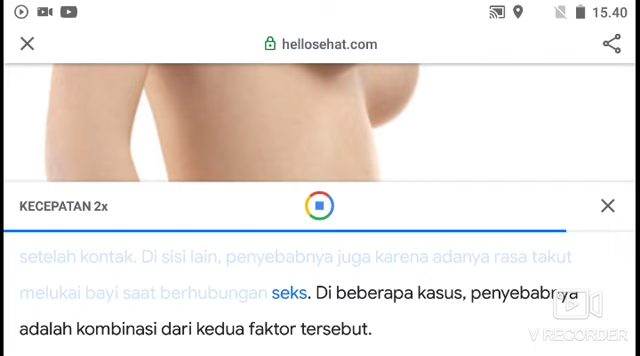 15.40
hellosehat.com
KECEPATAN 2x
setelah kontak. Di sisi lain, penyebabnya juga karena adanya rasa takut
melukai bayi saat berhubungan seks. Di beberapa kasus, penyebabnya
adalah kombinasi dari kedua faktor tersebut.
V RECORDER